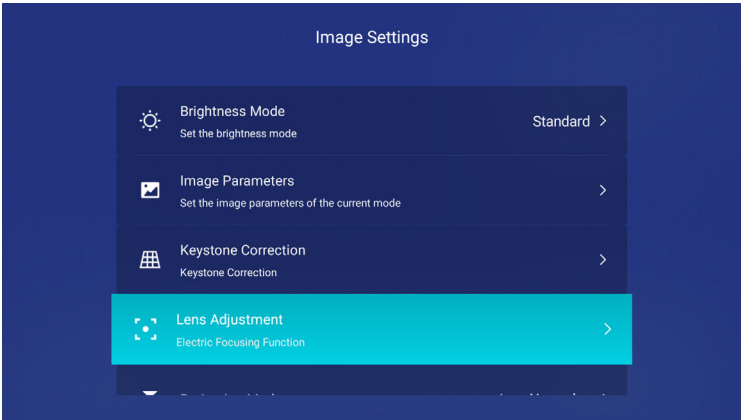 Image Settings
Brightness Mode
Set the brightness mode
Standard
Image Parameters
Set the image parameters of the current mode
Keystone Correction
Keystone Correction
Lens Adjustment
Electric Focusing Function